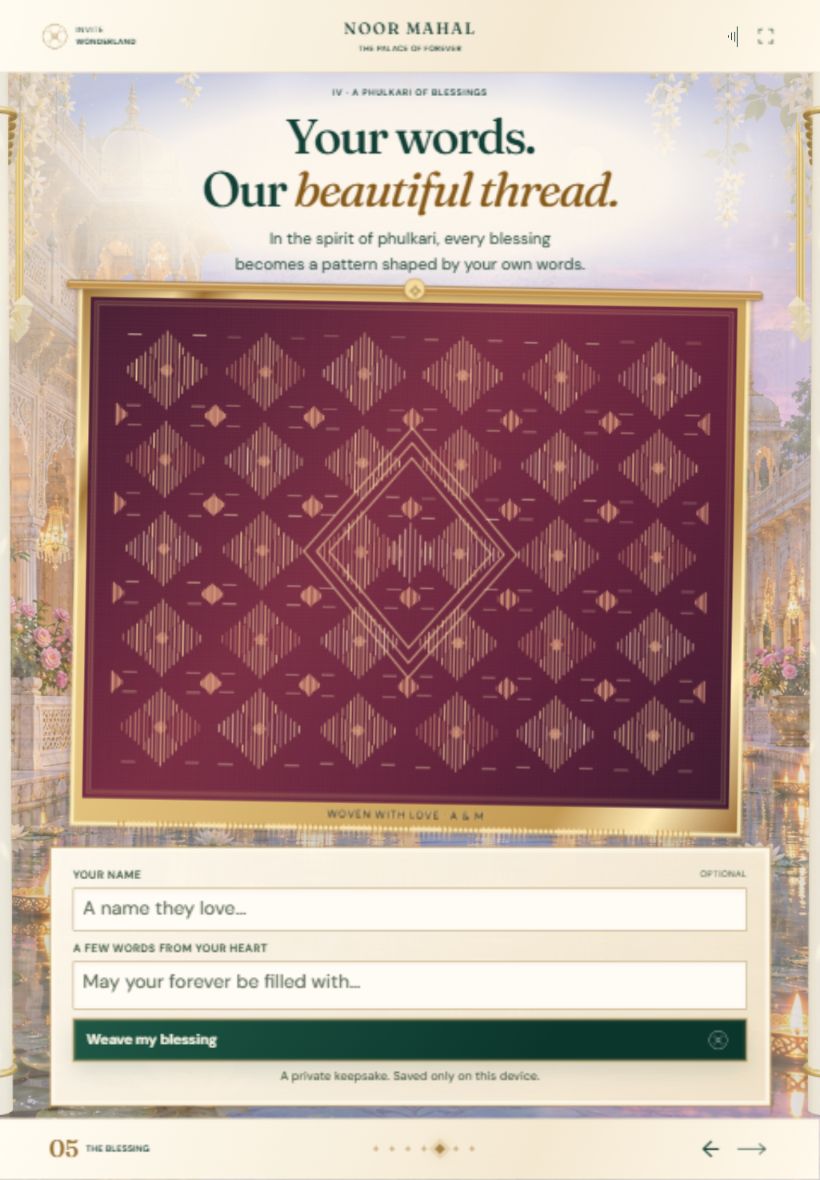 INVITE
WONDERLAND
NOOR MAHAL
THE PALACE OF FOREVER
IV · A PHULKARI OF BLESSINGS
Your words.
Our beautiful thread.
In the spirit of phulkari, every blessing
becomes a pattern shaped by your own words.
WOVEN WITH LOVE · A & M
YOUR NAME
OPTIONAL
A name they love...
A FEW WORDS FROM YOUR HEART
May your forever be filled with...
Weave my blessing
A private keepsake. Saved only on this device.
05 THE BLESSING